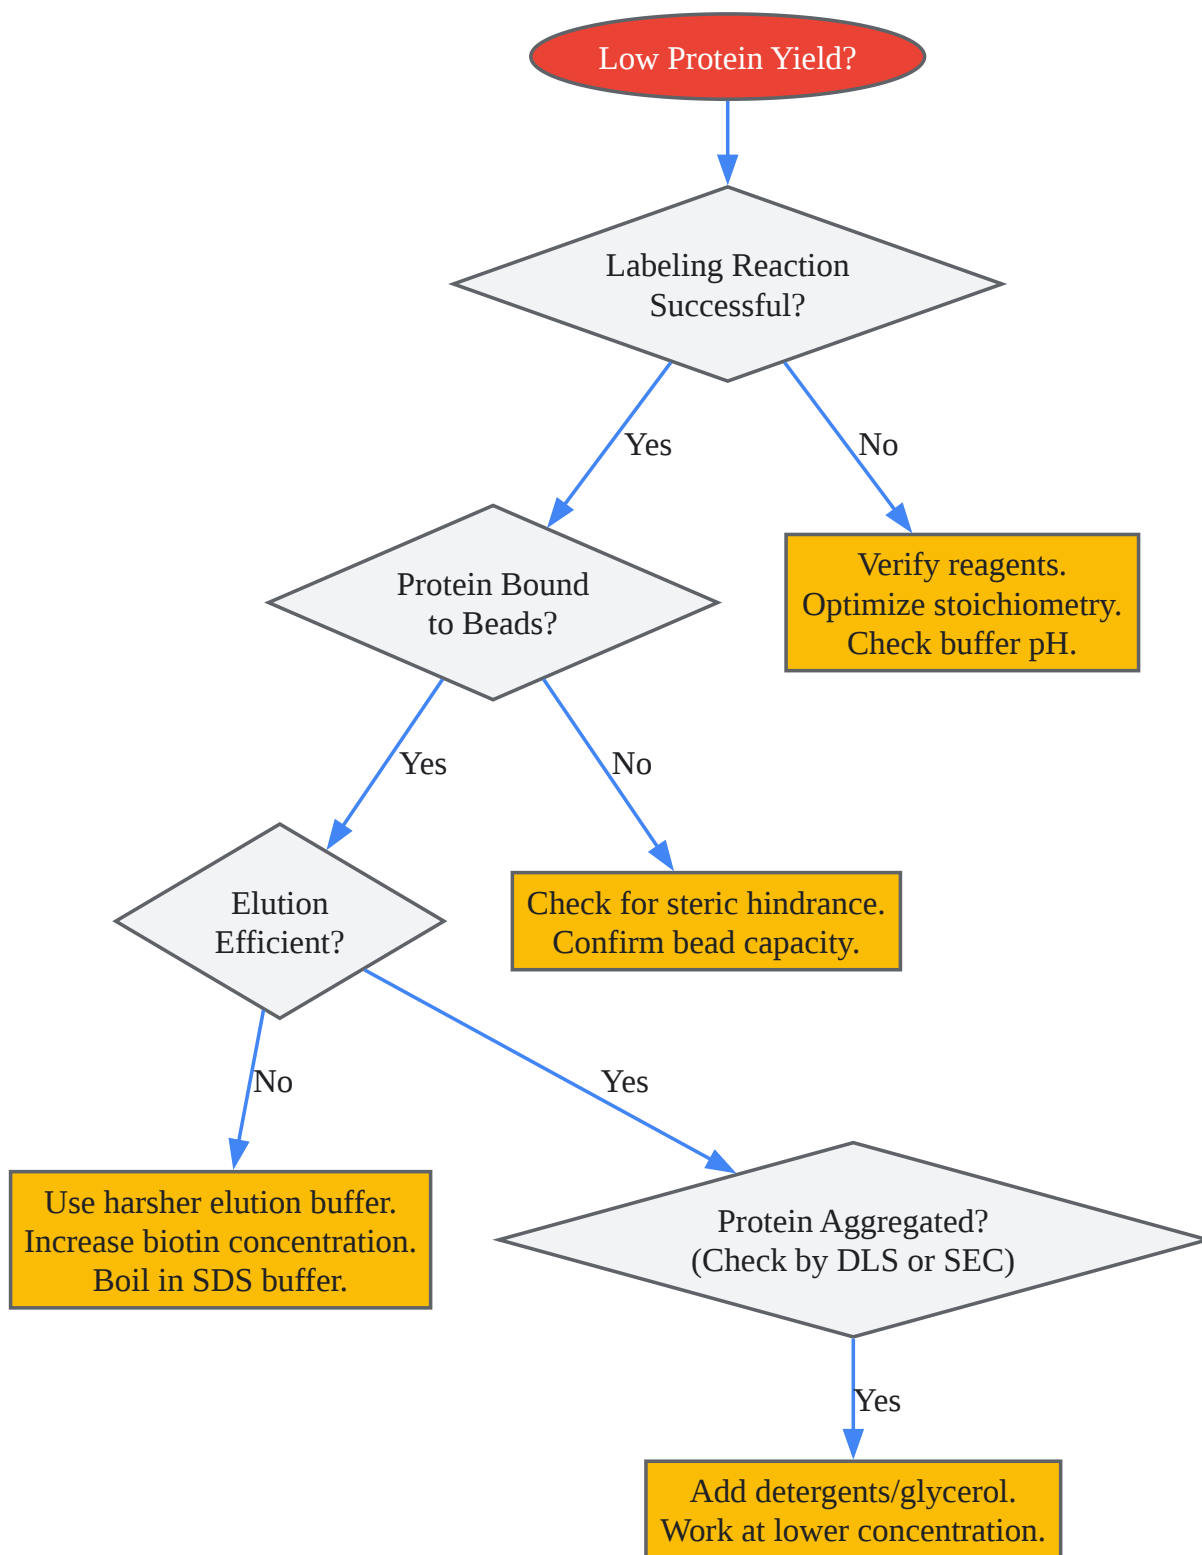 Low Protein Yield?
Labeling Reaction
Successful?
Yes
No
Protein Bound
to Beads?
Verify reagents.
Optimize stoichiometry.
Check buffer pH.
Yes
No
Elution
Efficient?
Check for steric hindrance.
Confirm bead capacity.
No
Yes
Use harsher elution buffer.
Increase biotin concentration.
Boil in SDS buffer.
Protein Aggregated?
(Check by DLS or SEC)
Yes
Add detergents/glycerol.
Work at lower concentration.